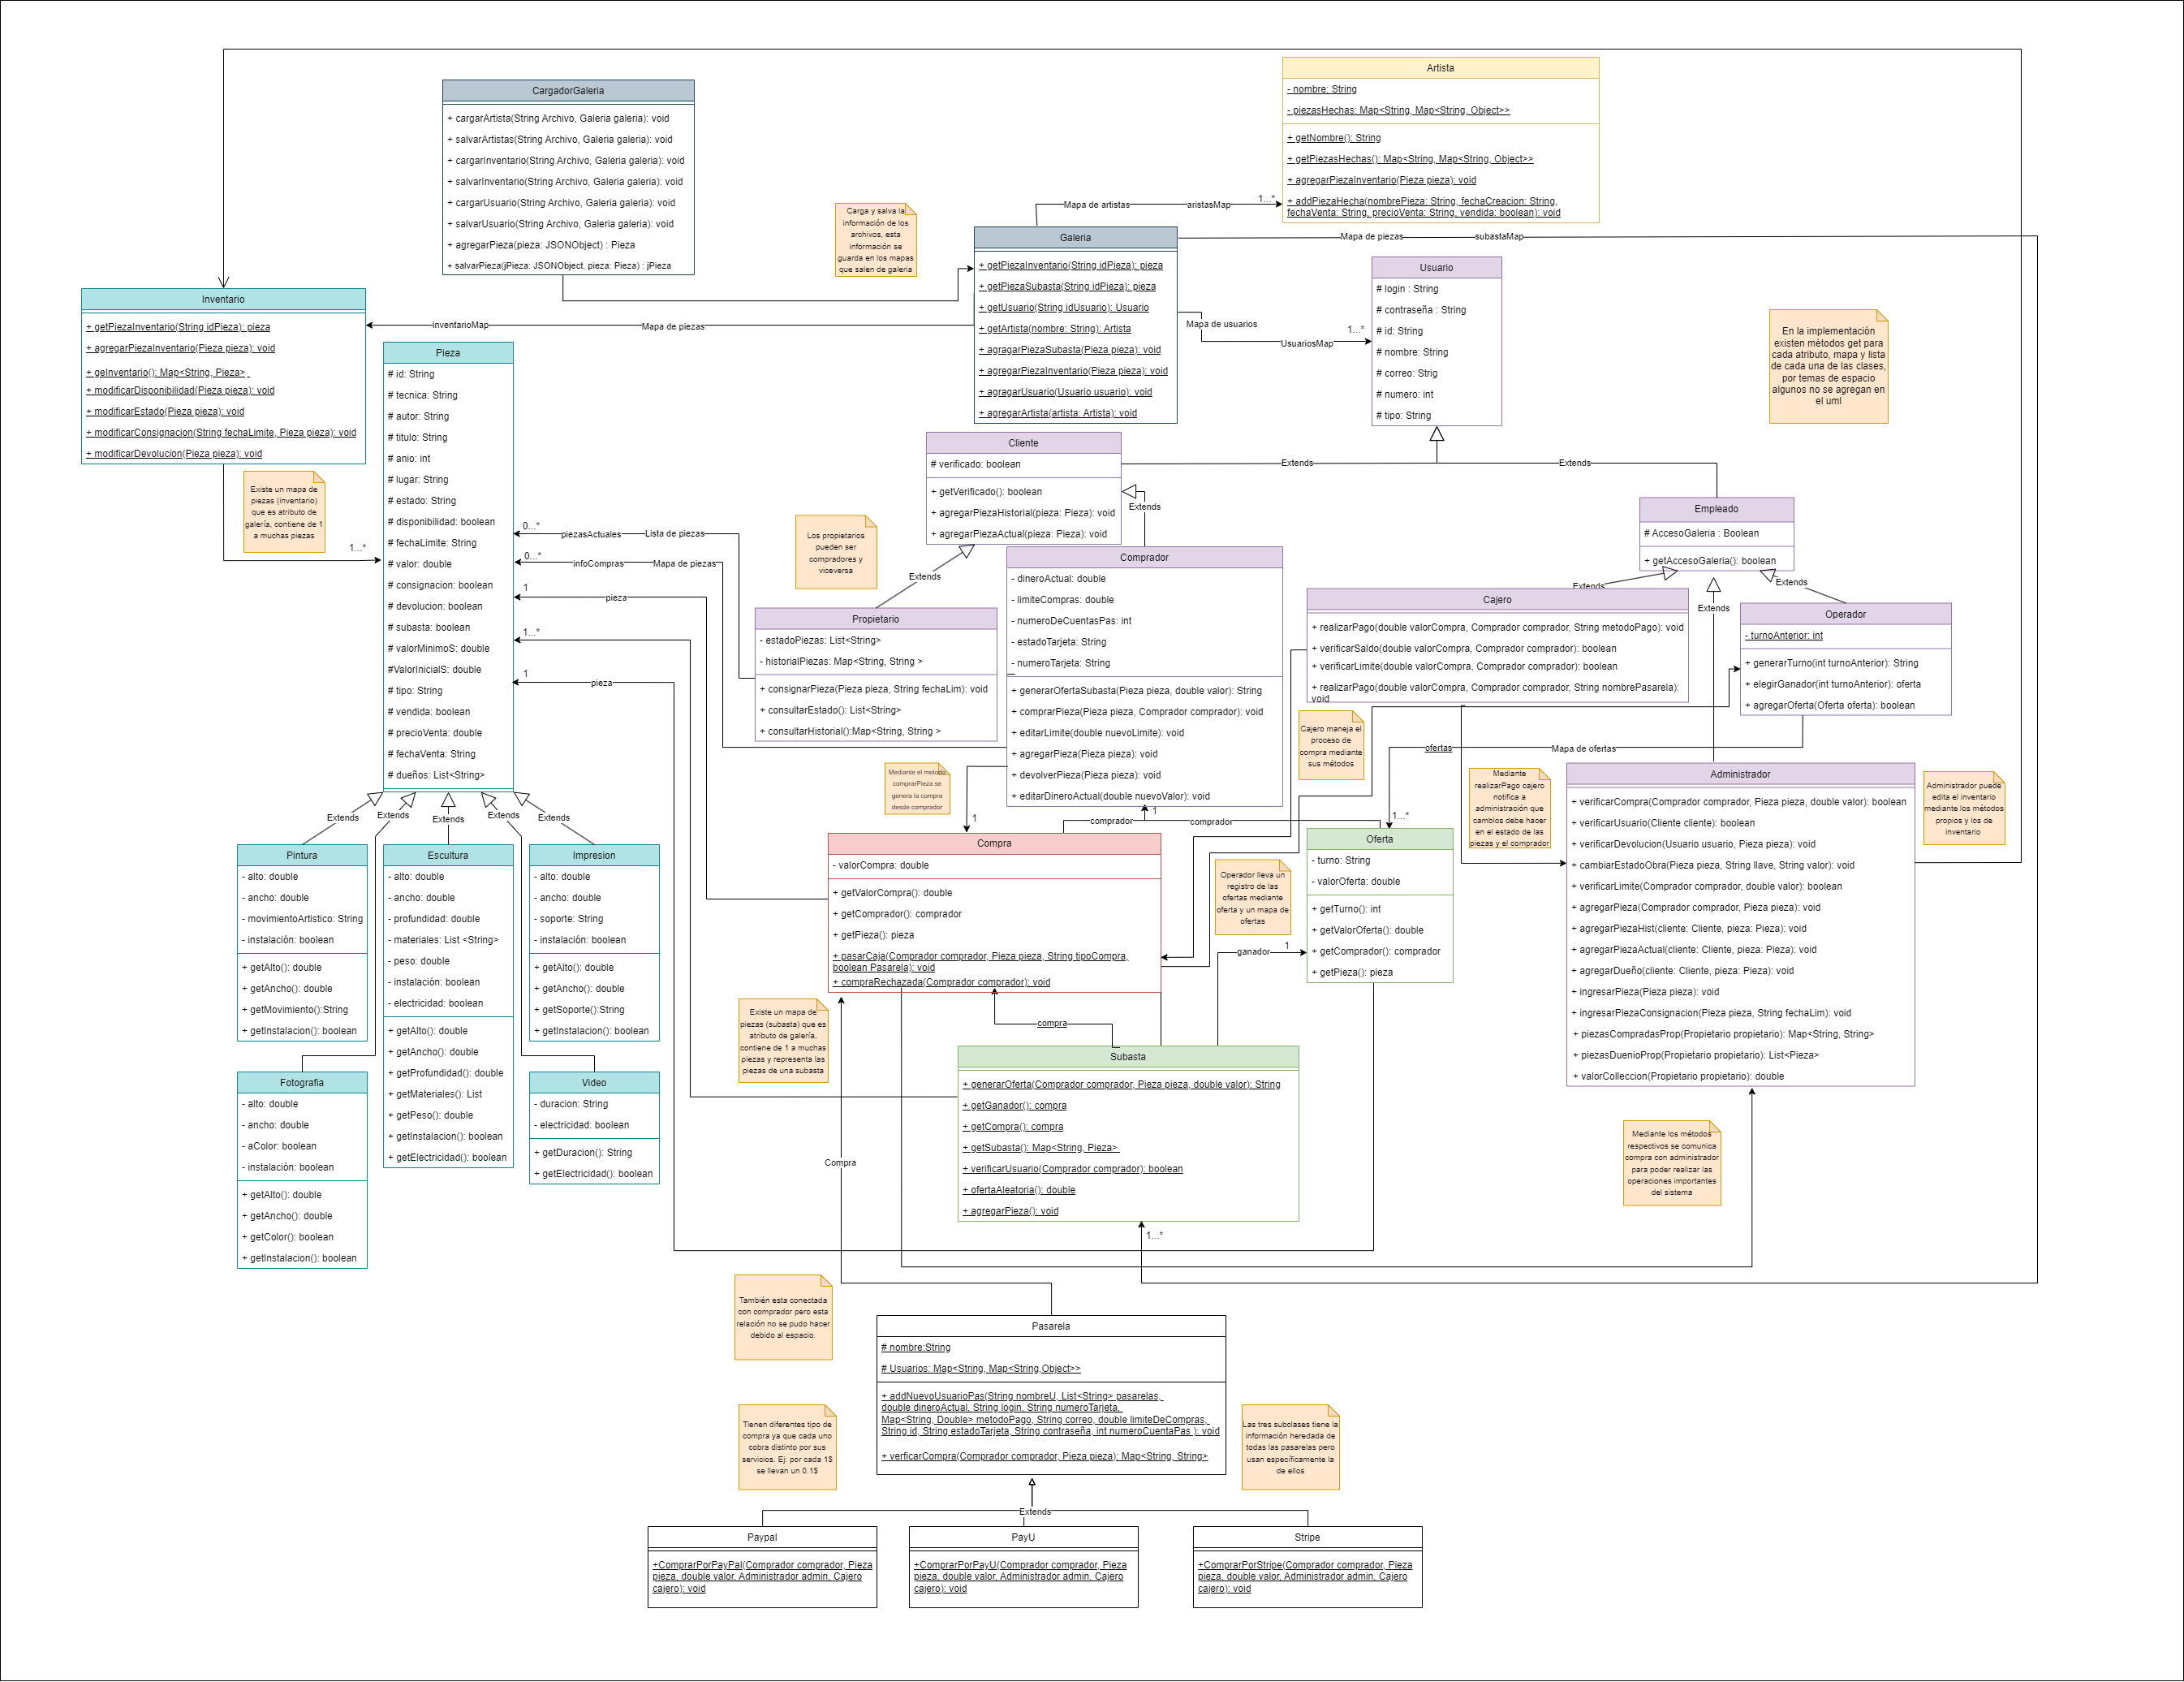 CargadorGaleria
+ cargarArtista(String Archivo, Galeria galeria): void
+ salvarArtistas(String Archivo, Galeria galeria): void
+ cargarInventario(String Archivo, Galeria galeria): void
+ salvarInventario(String Archivo, Galeria galeria): void
+ cargarUsuario(String Archivo, Galeria galeria): void
+ salvarUsuario(String Archivo, Galeria galeria): void
+ agregarPieza(pieza: JSONObject) : Pieza
+ salvarPieza(jPieza: JSONObject, pieza: Pieza) : jPieza
Artista
- nombre: String
- piezasHechas: Map<String, Map<String, Object>>
+ getNombre(): String
+ getPiezasHechas(): Map<String, Map<String, Object>>
+ agregarPiezaInventario(Pieza pieza): void
+ addPiezaHecha(nombrePieza: String, fechaCreacion: String,
fechaVenta: String, precioVenta: String, vendida: boolean): void
Carga y salva la
información de los
archivos, esta
información se
guarda en los mapas
que salen de galeria
Mapa de artistas
aristasMap
1...*
Galeria
+ getPiezaInventario(String idPieza): pieza
+ getPiezaSubasta(String idPieza): pieza
+ getUsuario(String idUsuario): Usuario
+ getArtista(nombre: String): Artista
+ agragarPiezaSubasta(Pieza pieza): void
+ agregarPiezaInventario(Pieza pieza): void
+ agragarUsuario(Usuario usuario): void
+ agregarArtista(artista: Artista): void
Mapa de piezas
subastaMap
Usuario
# login : String
# contraseña : String
# id: String
# nombre: String
# correo: Strig
# numero: int
# tipo: String
Mapa de usuarios
1...*
UsuariosMap
Inventario
+ getPiezaInventario(String idPieza): pieza
+ agregarPiezaInventario(Pieza pieza): void
+ geInventario(): Map<String, Pieza>
+ modificarDisponibilidad(Pieza pieza): void
+ modificarEstado(Pieza pieza): void
+ modificarConsignacion(String fechaLimite, Pieza pieza): void
+ modificarDevolucion(Pieza pieza): void
inventarioMap
Mapa de piezas
En la implementación
existen métodos get para
cada atributo, mapa y lista
de cada una de las clases,
por temas de espacio
algunos no se agregan en
el uml
Existe un mapa de
piezas (inventario)
que es atributo de
galería, contiene de 1
a muchas piezas
1...*
Pieza
# id: String
# tecnica: String
# autor: String
# titulo: String
# anio: int
# lugar: String
# estado: String
# disponibilidad: boolean
# fechaLimite: String
# valor: double
# consignacion: boolean
# devolucion: boolean
# subasta: boolean
# valorMinimoS: double
#ValorInicialS: double
# tipo: String
# vendida: boolean
# precioVenta: double
# fechaVenta: String
# dueños: List<String>
Cliente
# verificado: boolean
+ getVerificado(): boolean
+ agregarPiezaHistorial(pieza: Pieza): void
+ agregarPiezaActual(pieza: Pieza): void
Extends
Extends
Extends
Empleado
# AccesoGaleria : Boolean
+ getAccesoGaleria(): boolean
Los propietarios
pueden ser
compradores y
viceversa
0...*
piezasActuales
Lista de piezas
0...*
infoCompras
Mapa de piezas
1
pieza
1...*
1
pieza
Extends
Propietario
- estadoPiezas: List<String>
- historialPiezas: Map<String, String >
+ consignarPieza(Pieza pieza, String fechaLim): void
+ consultarEstado(): List<String>
+ consultarHistorial():Map<String, String >
Comprador
- dineroActual: double
- limiteCompras: double
- numeroDeCuentasPas: int
- estadoTarjeta: String
- numeroTarjeta: String
+ generarOfertaSubasta(Pieza pieza, double valor): String
+ comprarPieza(Pieza pieza, Comprador comprador): void
+ editarLimite(double nuevoLimite): void
+ agregarPieza(Pieza pieza): void
+ devolverPieza(Pieza pieza): void
+ editarDineroActual(double nuevoValor): void
Extends
Extends
Extends
Cajero
+ realizarPago(double valorCompra, Comprador comprador, String metodoPago): void
+ verificarSaldo(double valorCompra, Comprador comprador): boolean
+ verificarLimite(double valorCompra, Comprador comprador): boolean
+ realizarPago(double valorCompra, Comprador comprador, String nombrePasarela):
void
Operador
- turnoAnterior: int
+ generarTurno(int turnoAnterior): String
+ elegirGanador(int turnoAnterior): oferta
+ agregarOferta(Oferta oferta): boolean
Cajero maneja el
proceso de
compra mediante
sus métodos
ofertas
Mapa de ofertas
Mediante el metodo
comprarPieza se
genera la compra
desde comprador
Mediante
realizarPago cajero
notifica a
administración que
cambios debe hacer
en el estado de las
piezas y el comprador
Administrador
+ verificarCompra(Comprador comprador, Pieza pieza, double valor): boolean
+ verificarUsuario(Cliente cliente): boolean
+ verificarDevolucion(Usuario usuario, Pieza pieza): void
+ cambiarEstadoObra(Pieza pieza, String llave, String valor): void
+ verificarLimite(Comprador comprador, double valor): boolean
+ agregarPieza(Comprador comprador, Pieza pieza): void
+ agregarPiezaHist(cliente: Cliente, pieza: Pieza): void
+ agregarPiezaActual(cliente: Cliente, pieza: Pieza): void
+ agregarDueño(cliente: Cliente, pieza: Pieza): void
+ ingresarPieza(Pieza pieza): void
+ ingresarPiezaConsignacion(Pieza pieza, String fechaLim): void
+ piezasCompradasProp(Propietario propietario): Map<String, String>
+ piezasDuenioProp(Propietario propietario): List<Pieza>
+ valorColleccion(Propietario propietario): double
Administrador puede
edita el inventario
mediante los métodos
propios y los de
inventario
1
1
comprador
comprador
1...*
Compra
- valorCompra: double
+ getValorCompra(): double
+ getComprador(): comprador
+ getPieza(): pieza
+ pasarCaja(Comprador comprador, Pieza pieza, String tipoCompra,
boolean Pasarela): void
+ compraRechazada(Comprador comprador): void
Oferta
- turno: String
- valorOferta: double
+ getTurno(): int
+ getValorOferta(): double
+ getComprador(): comprador
+ getPieza(): pieza
Operador lleva un
registro de las
ofertas mediante
oferta y un mapa de
ofertas
ganador
1
Extends
Extends
Extends
Extends
Extends
Pintura
- alto: double
- ancho: double
- movimientoArtistico: String
- instalación: boolean
+ getAlto(): double
+ getAncho(): double
+ getMovimiento():String
+ getInstalacion(): boolean
Escultura
- alto: double
- ancho: double
- profundidad: double
- materiales: List <String>
- peso: double
- instalación: boolean
- electricidad: boolean
+ getAlto(): double
+ getAncho(): double
+ getProfundidad(): double
+ getMateriales(): List
+ getPeso(): double
+ getInstalacion(): boolean
+ getElectricidad(): boolean
Impresion
- alto: double
- ancho: double
- soporte: String
- instalación: boolean
+ getAlto(): double
+ getAncho(): double
+ getSoporte():String
+ getInstalacion(): boolean
Fotografia
- alto: double
- ancho: double
- aColor: boolean
- instalación: boolean
+ getAlto(): double
+ getAncho(): double
+ getColor(): boolean
+ getInstalacion(): boolean
Video
- duracion: String
- electricidad: boolean
+ getDuracion(): String
+ getElectricidad(): boolean
Existe un mapa de
piezas (subasta) que es
atributo de galería,
contiene de 1 a muchas
piezas y representa las
piezas de una subasta
compra
Subasta
+ generarOferta(Comprador comprador, Pieza pieza, double valor): String
+ getGanador(): compra
+ getCompra(): compra
+ getSubasta(): Map<String, Pieza>
+ verificarUsuario(Comprador comprador): boolean
+ ofertaAleatoria(): double
+ agregarPieza(): void
1...*
Compra
Mediante los métodos
respectivos se comunica
compra con administrador
para poder realizar las
operaciones importantes
del sistema
También esta conectada
con comprador pero esta
relación no se pudo hacer
debido al espacio.
Pasarela
# nombre:String
# Usuarios: Map<String, Map<String,Object>>
+ addNuevoUsuarioPas(String nombreU, List<String> pasarelas,
double dineroActual, String login, String numeroTarjeta,
Map<String, Double> metodoPago, String correo, double limiteDeCompras,
String id, String estadoTarjeta, String contraseña, int numeroCuentaPas ): void
+ verficarCompra(Comprador comprador, Pieza pieza): Map<String, String>
Tienen diferentes tipo de
compra ya que cada uno
cobra distinto por sus
servicios. Ej: por cada 1$
se llevan un 0.1$
Las tres subclases tiene la
información heredada de
todas las pasarelas pero
usan específicamente la
de ellos
Extends
Paypal
+ComprarPorPayPal(Comprador comprador, Pieza
pieza, double valor, Administrador admin, Cajero
cajero): void
PayU
+ComprarPorPayU(Comprador comprador, Pieza
pieza, double valor, Administrador admin, Cajero
cajero): void
Stripe
+ComprarPorStripe(Comprador comprador, Pieza
pieza, double valor, Administrador admin, Cajero
cajero): void